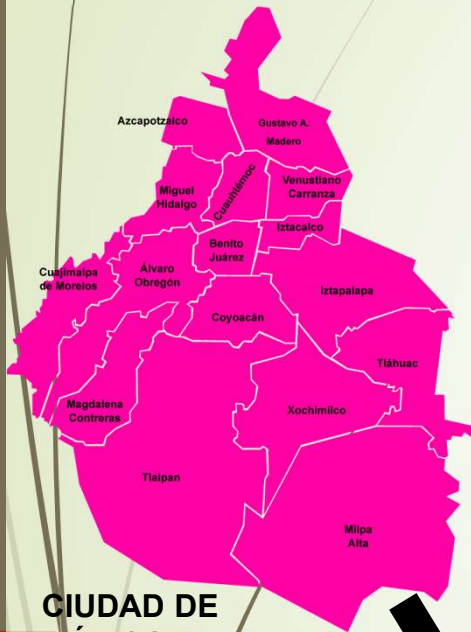 Azcapotzalco
Gustavo A.
Madero
Miguel
Hidalgo
Cuauhtémoc
Venustiano
Carranza
Iztacalco
Benito
Juárez
Cuajimalpa
de Morelos
Álvaro
Obregón
Iztapalapa
Coyoacán
Tláhuac
Magdalena
Contreras
Xochimilco
Tlalpan
Milpa
Alta
CIUDAD DE